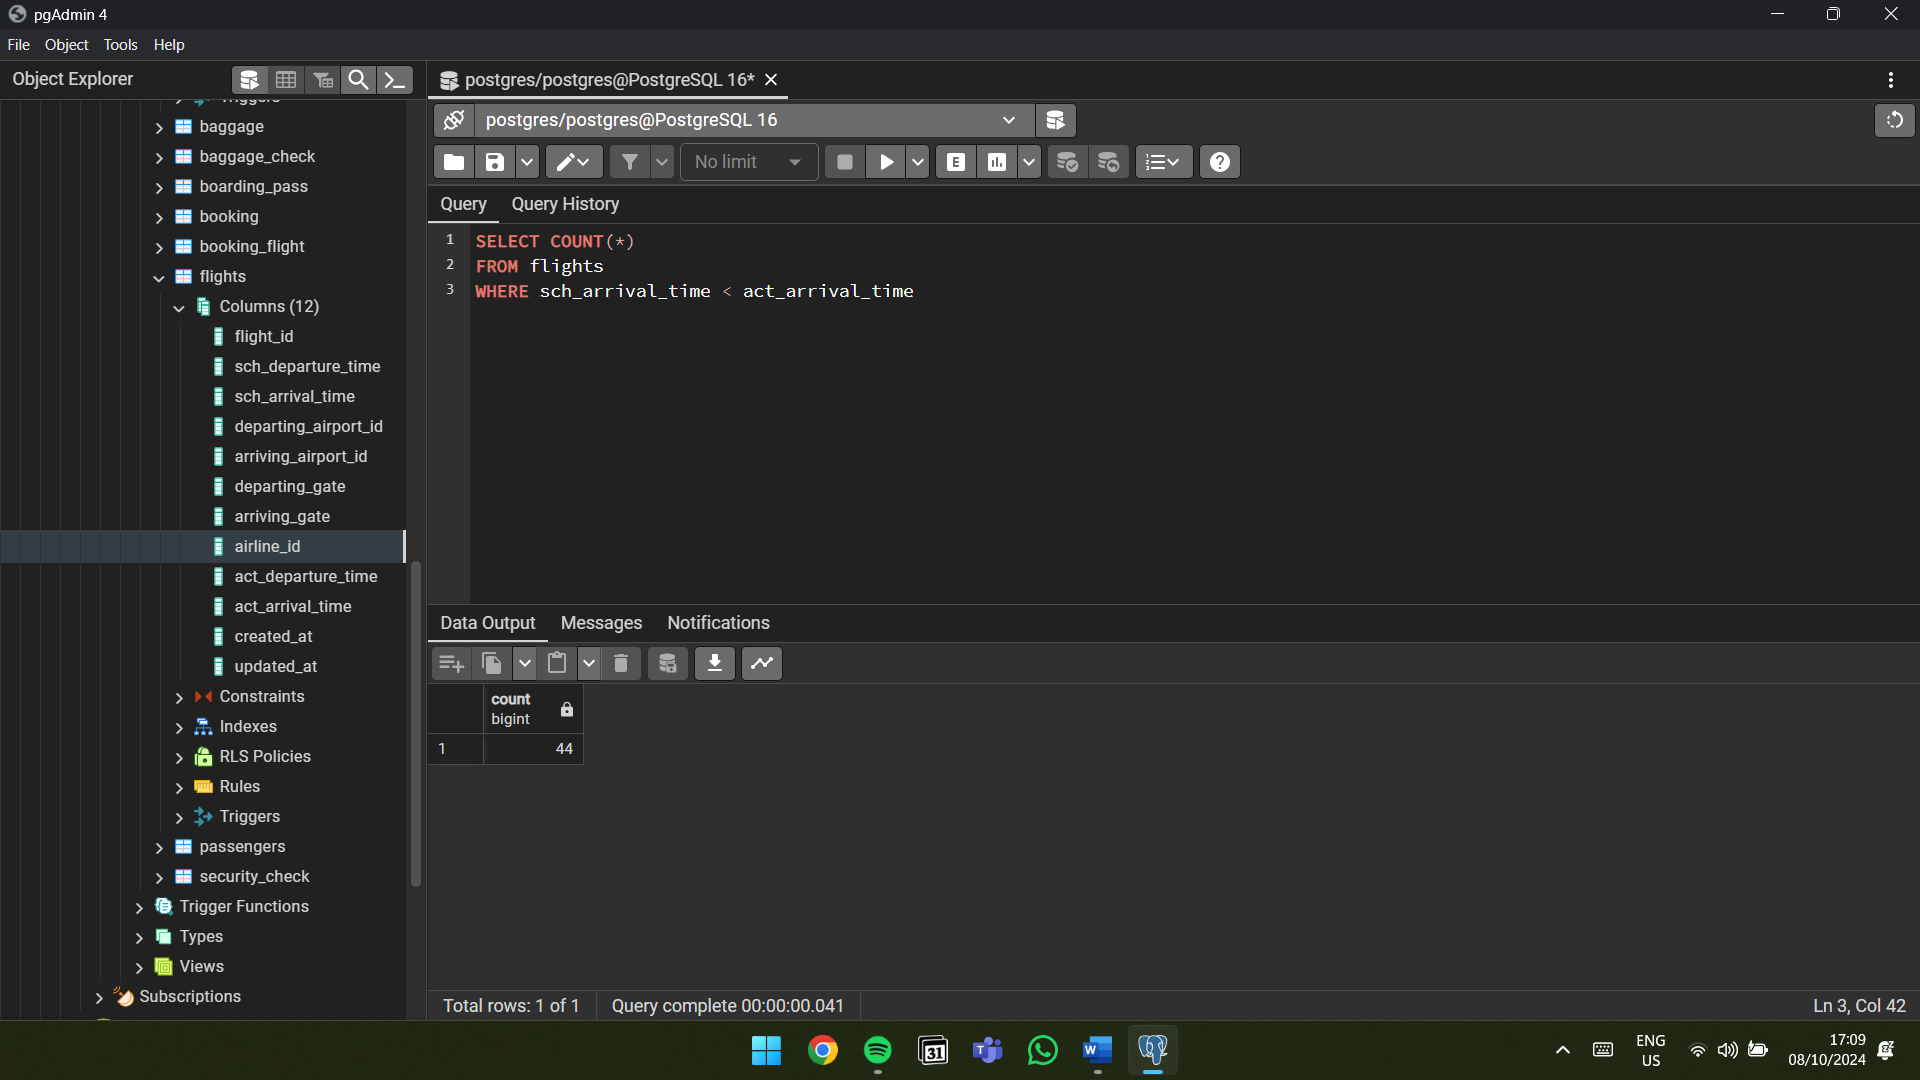 pgAdmin 4
File Object Tools Help
Object Explorer
postgres/postgres@PostgreSQL 16*
Triggers
baggage
baggage_check
boarding_pass
booking
booking_flight
flights
Columns (12)
flight_id
sch_departure_time
sch_arrival_time
departing_airport_id
arriving_airport_id
departing_gate
arriving_gate
airline_id
act_departure_time
act_arrival_time
created_at
updated_at
Constraints
Indexes
RLS Policies
Rules
Triggers
passengers
security_check
Trigger Functions
Types
Views
Subscriptions
postgres/postgres@PostgreSQL 16
No limit
E
Query Query History
1 SELECT COUNT(*)
2 FROM flights
3 WHERE sch_arrival_time < act_arrival_time
Data Output Messages Notifications
count
bigint
1 44
Total rows: 1 of 1 Query complete 00:00:00.041 Ln 3, Col 42
31
ENG
US
17:09
08/10/2024